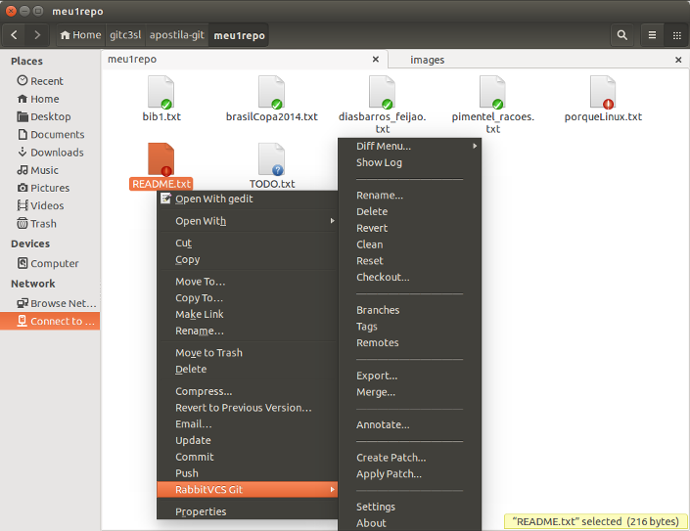 meu1repo
Home gitc3sl apostila-git meu1repo
Places
Recent
Home
Desktop
Documents
Downloads
Music
Pictures
Videos
Trash
Devices
Computer
Network
Browse Net...
Connect to ...
meu1repo
images
bib1.txt
brasilCopa2014.txt
diasbarros_feijao.
txt
pimentel_racoes.
txt
porqueLinux.txt
README.txt
TODO.txt
Open With gedit
Open With
Cut
Copy
Move To...
Copy To...
Make Link
Rename...
Move to Trash
Delete
Compress...
Revert to Previous Version...
Email...
Update
Commit
Push
RabbitVCS Git
Properties
Diff Menu...
Show Log
Rename...
Delete
Revert
Clean
Reset
Checkout...
Branches
Tags
Remotes
Export...
Merge...
Annotate...
Create Patch...
Apply Patch...
Settings
About
"README.txt" selected (216 bytes)